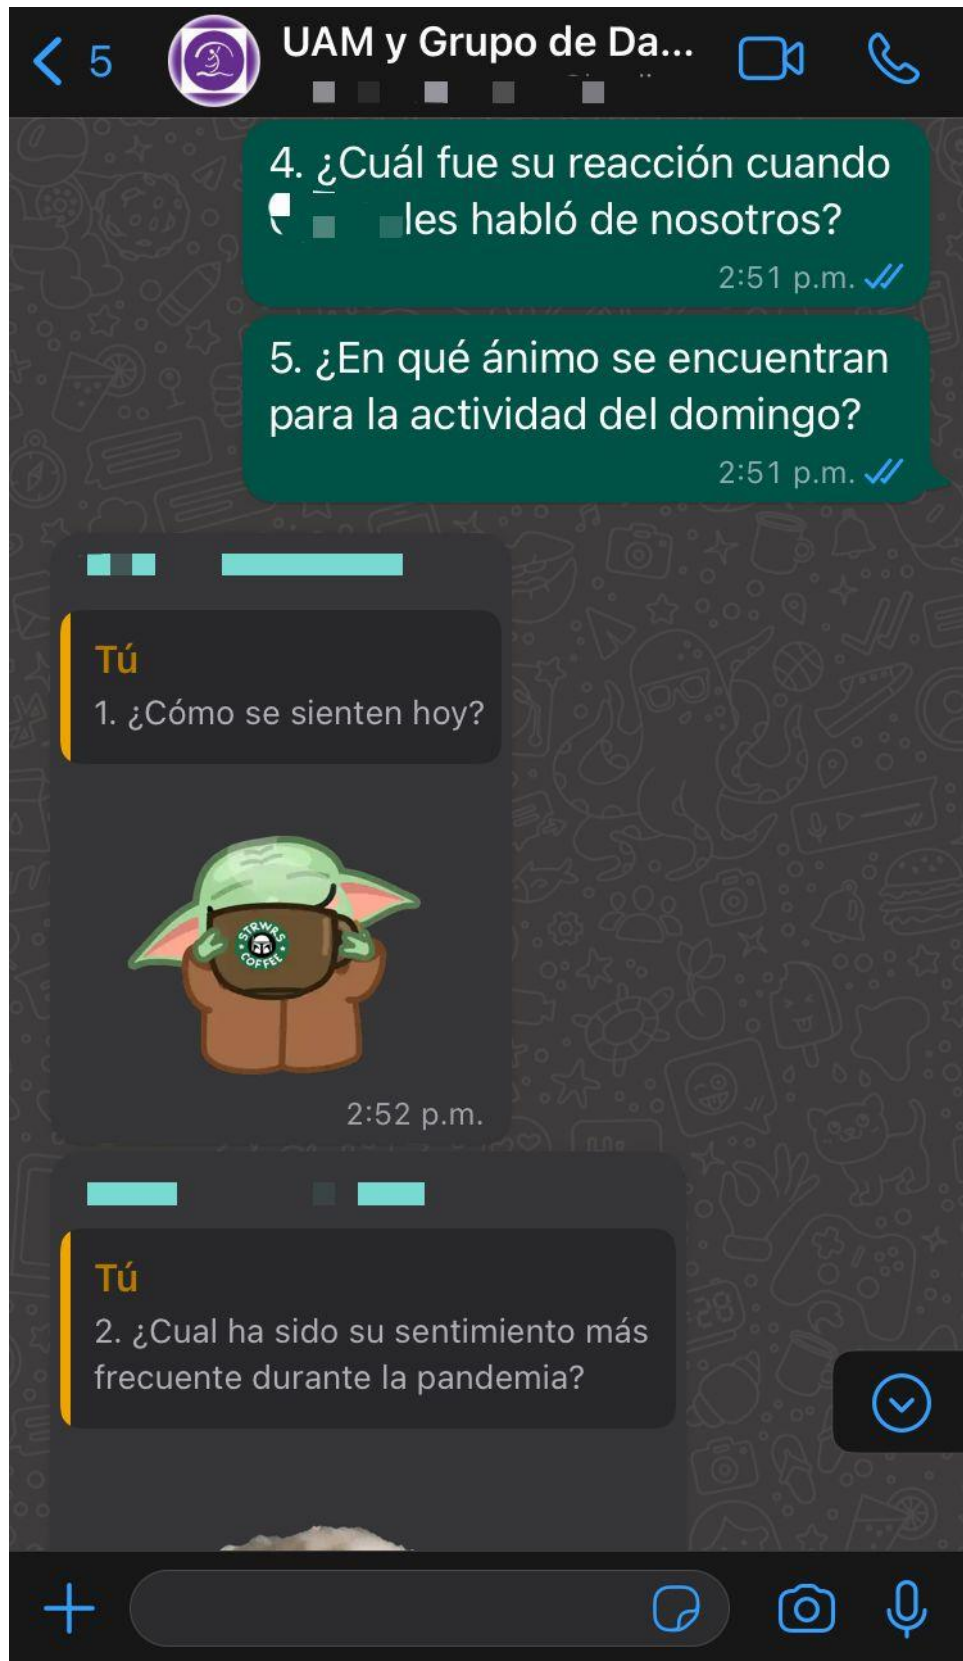 5
UAM y Grupo de Da...
4. ¿Cuál fue su reacción cuando
les habló de nosotros?
2:51 p.m.
5. ¿En qué ánimo se encuentran
para la actividad del domingo?
2:51 p.m.
Tú
1. ¿Cómo se sienten hoy?
STRWRS
COFFEE
2:52 p.m.
Tú
2. ¿Cual ha sido su sentimiento más
frecuente durante la pandemia?